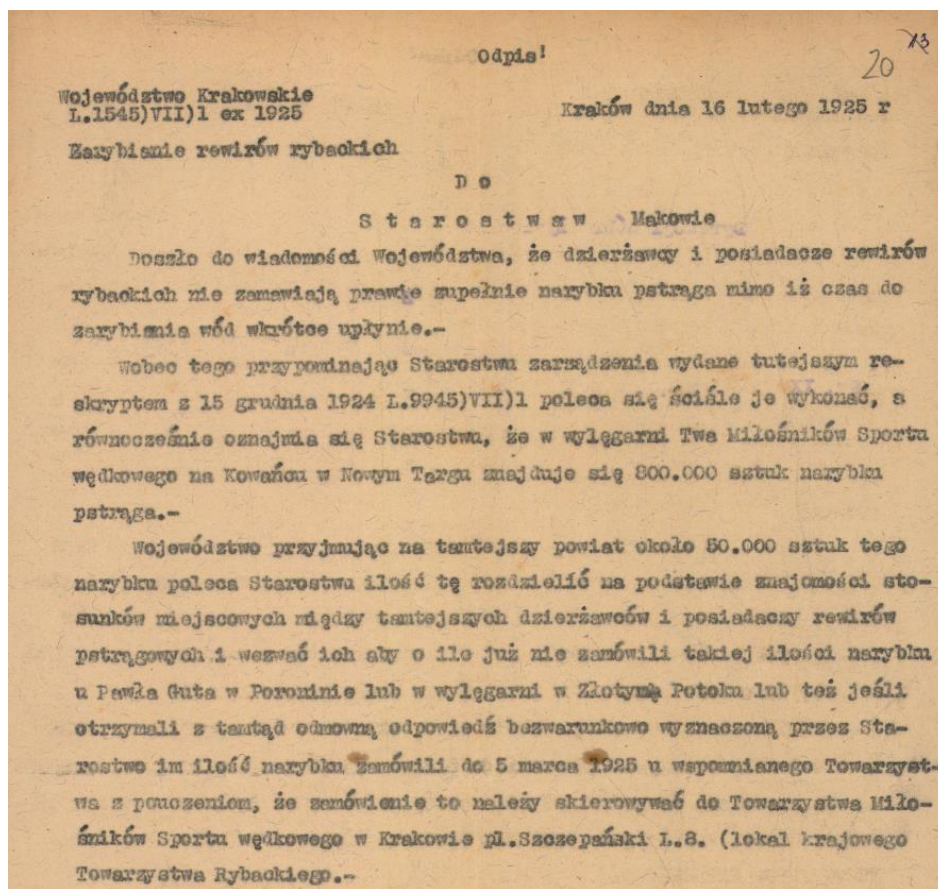 Odpis!
20 13
Województwo Krakowskie
L.1545)VII)1 ex 1925
Kraków dnia 16 lutego 1925 r
Zarybianie rewirów rybackich
Do
Starostwaw Makowie
Doszło do wiadomości Województwa, że dzierżawcy i posiadacze rewirów
rybackich nie zamawiają prawie zupełnie narybku pstrąga mimo iż czas do
zarybiania wód wkrótce upłynie.-
Wobec tego przypominając Starostwu zarządzenia wydane tutejszym re-
skryptem z 15 grudnia 1924 L.9945)VII)1 poleca się ściśle je wykonać, a
równocześnie oznajmia się Starostwu, że w wylęgarni Twa Miłośników Sportu
wędkowego na Kowańcu w Nowym Targu znajduje się 800.000 sztuk narybku
pstrąga.-
Województwo przyjmując na tamtejszy powiat około 50.000 sztuk tego
narybku poleca Starostwu ilość tę rozdzielić na podstawie znajomości sto-
sunków miejscowych między tamtejszych dzierżawców i posiadaczy rewirów
pstrągowych i wezwać ich aby o ile już nie zamówili takiej ilości narybku
u Pawła Guta w Poroninie lub w wylęgarni w Złotym Potoku lub też jeśli
otrzymali z tamtąd odmowną odpowiedź bezwarunkowo wyznaczoną przez Sta-
rostwo im ilość narybku zamówili do 5 marca 1925 u wspomnianego Towarzyst-
wa z pouczeniem, że zamówienie to należy skierowywać do Towarzystwa Miło-
śników Sportu wędkowego w Krakowie pl.Szczepański L.8. (lokal krajowego
Towarzystwa Rybackiego.-